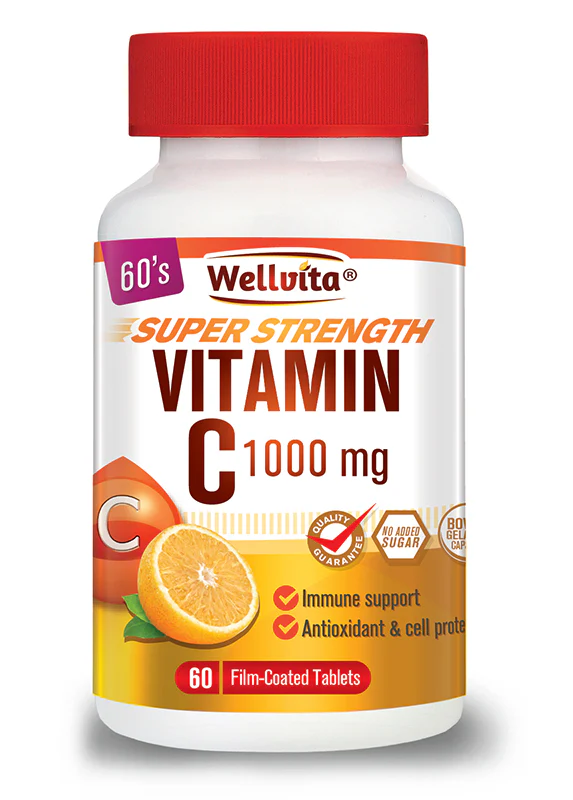 60's
Wellvita®
SUPER STRENGTH
VITAMIN
C 1000 mg
C
QUALITY
GUARANTEE
NO ADDED
SUGAR
Immune support
Antioxidant & cell
60 Film-Coated Tablets